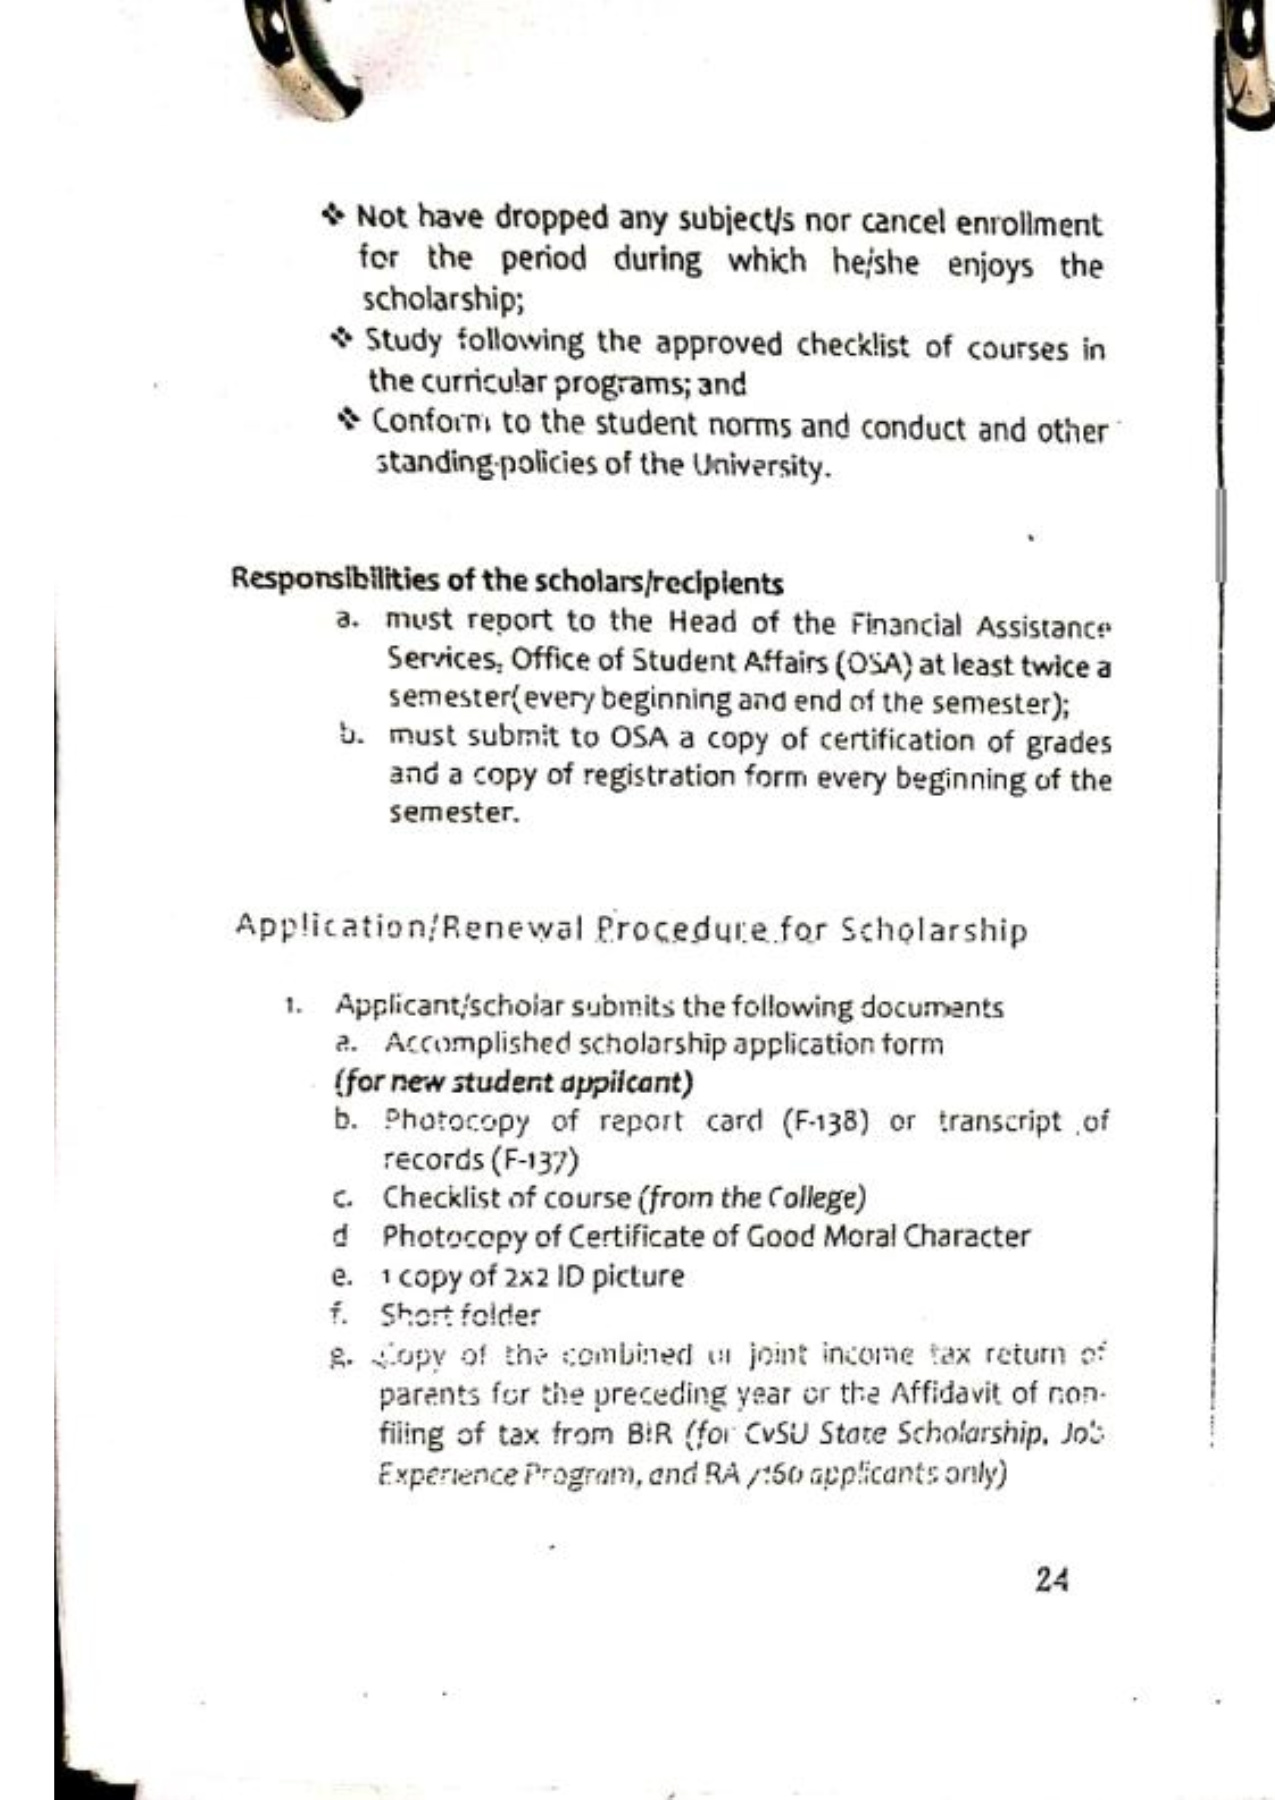 ❖ Not have dropped any subject/s nor cancel enrollment
for the period during which he/she enjoys the
scholarship;
❖ Study following the approved checklist of courses in
the curricular programs; and
❖ Conform to the student norms and conduct and other
standing policies of the University.
Responsibilities of the scholars/recipients
a. must report to the Head of the Financial Assistance
Services, Office of Student Affairs (OSA) at least twice a
semester(every beginning and end of the semester);
b. must submit to OSA a copy of certification of grades
and a copy of registration form every beginning of the
semester.
Application/Renewal Procedure for Scholarship
1. Applicant/scholar submits the following documents
a. Accomplished scholarship application form
(for new student applicant)
b. Photocopy of report card (F-138) or transcript of
records (F-137)
c. Checklist of course (from the College)
d Photocopy of Certificate of Good Moral Character
e. 1 copy of 2x2 ID picture
f. Short folder
g. Copy of the combined or joint income tax return of
parents for the preceding year or the Affidavit of non-
filing of tax from BIR (for CvSU State Scholarship, Job
Experience Program, and RA applicants only)
24